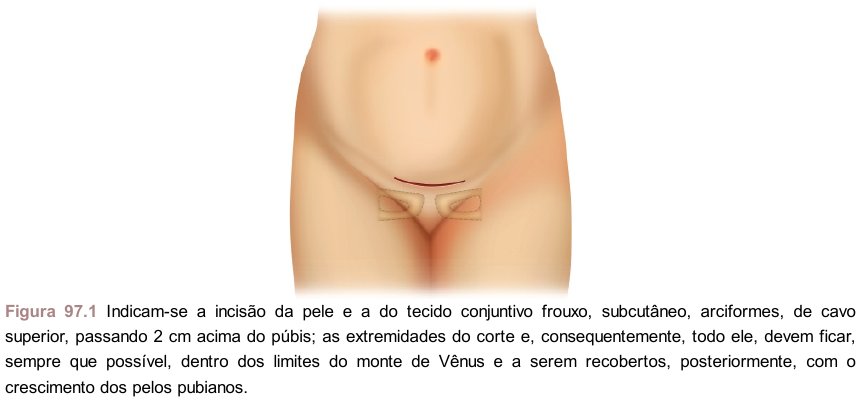 Figura 97.1 Indicam-se a incisão da pele e a do tecido conjuntivo frouxo, subcutâneo, arciformes, de cavo
superior, passando 2 cm acima do púbis; as extremidades do corte e, consequentemente, todo ele, devem ficar,
sempre que possível, dentro dos limites do monte de Vênus e a serem recobertos, posteriormente, com o
crescimento dos pelos pubianos.